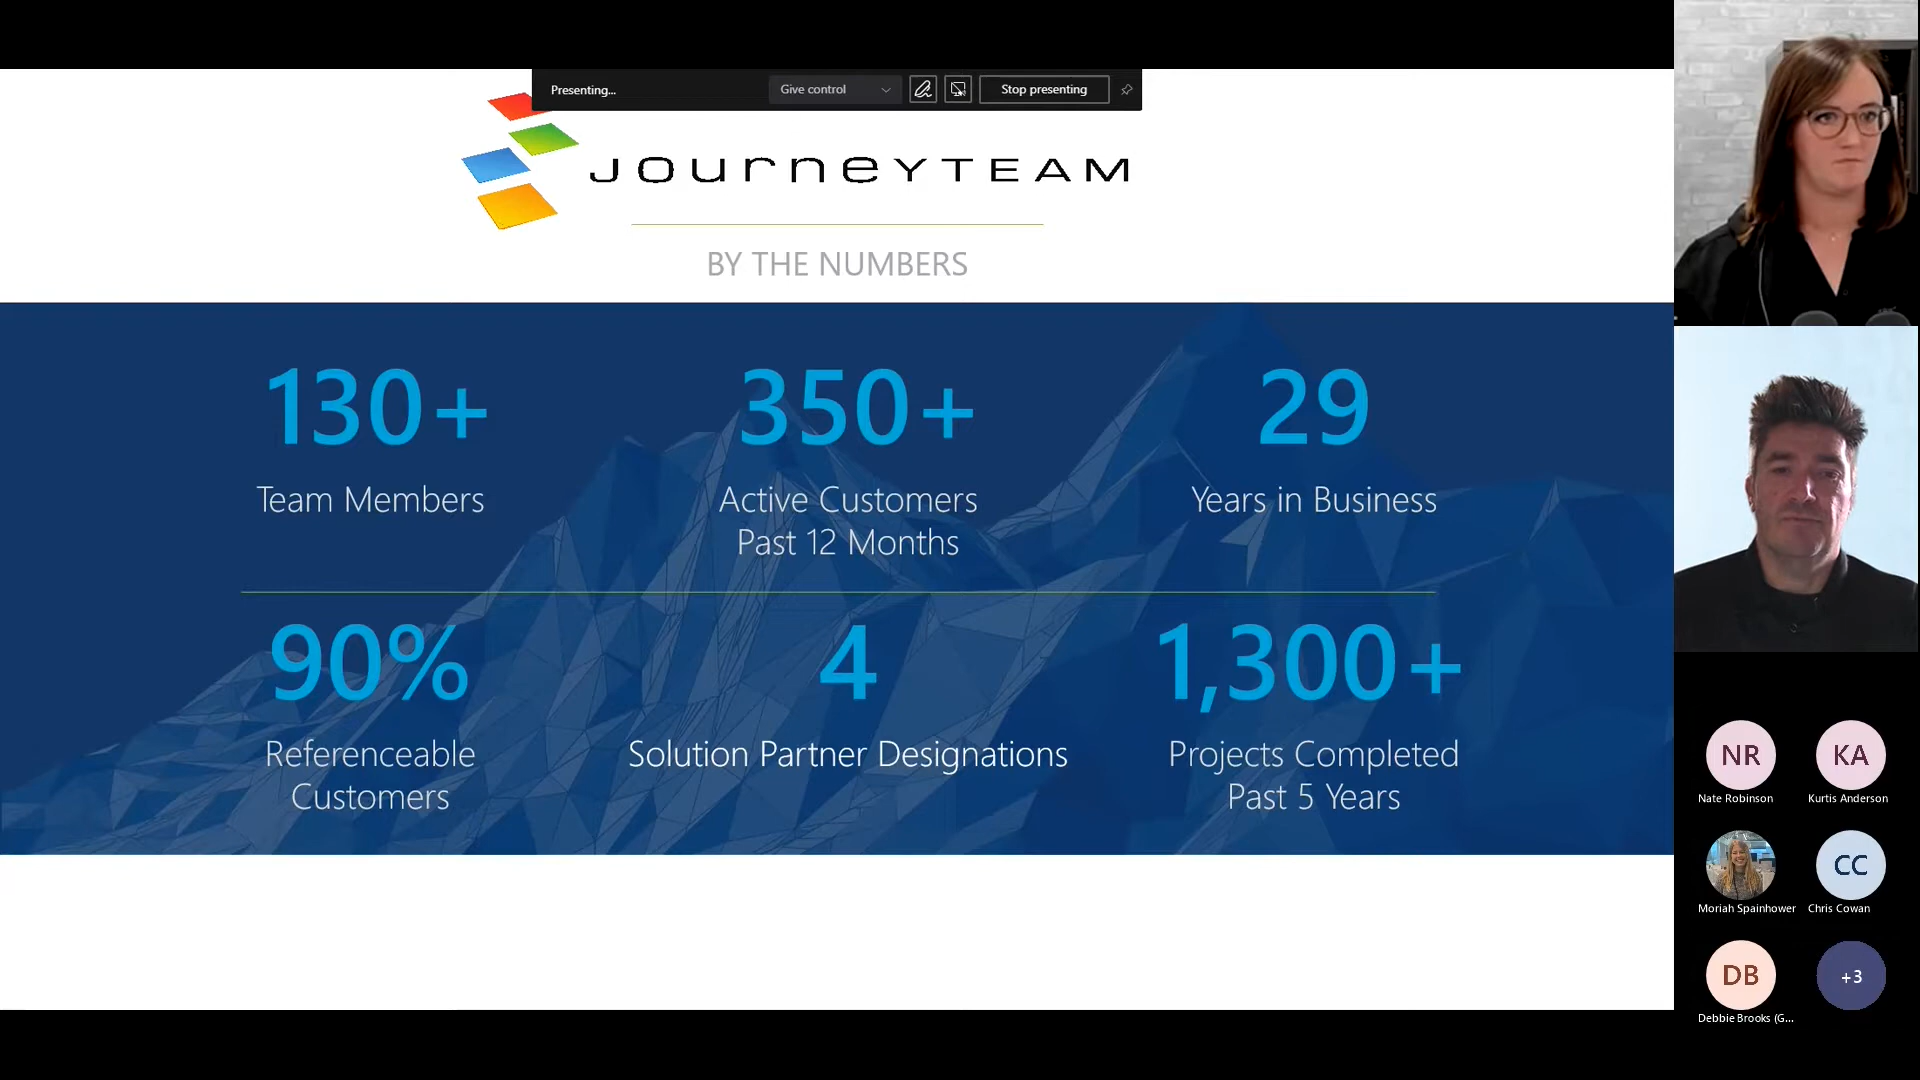 Presenting...
Give control
Stop presenting
JOURNEYTEAM
BY THE NUMBERS
130+
350+
29
Team Members
Active Customers
Past 12 Months
Years in Business
90%
4
1,300+
Referenceable
Customers
Solution Partner Designations
Projects Completed
Past 5 Years
NR
KA
Nate Robinson
Kurtis Anderson
CC
Moriah Spainhower
Chris Cowan
DB
+3
Debbie Brooks (G...